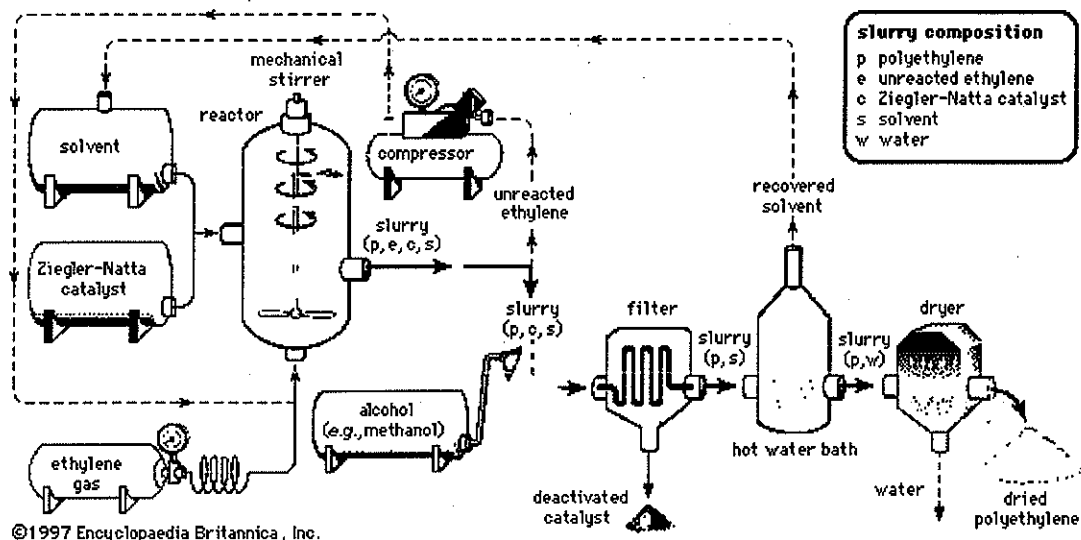 slurry composition
p polyethylene
e unreacted ethylene
c Ziegler-Natta catalyst
s solvent
w water
mechanical
stirrer
reactor
solvent
compressor
unreacted
ethylene
recovered
solvent
slurry
(p, e, c, s)
Ziegler-Natta
catalyst
slurry
(p, c, s)
filter
slurry
(p, s)
slurry
(p, w)
dryer
alcohol
(e.g., methanol)
hot water bath
ethylene
gas
deactivated
catalyst
water
dried
polyethylene
©1997 Encyclopaedia Britannica, Inc.